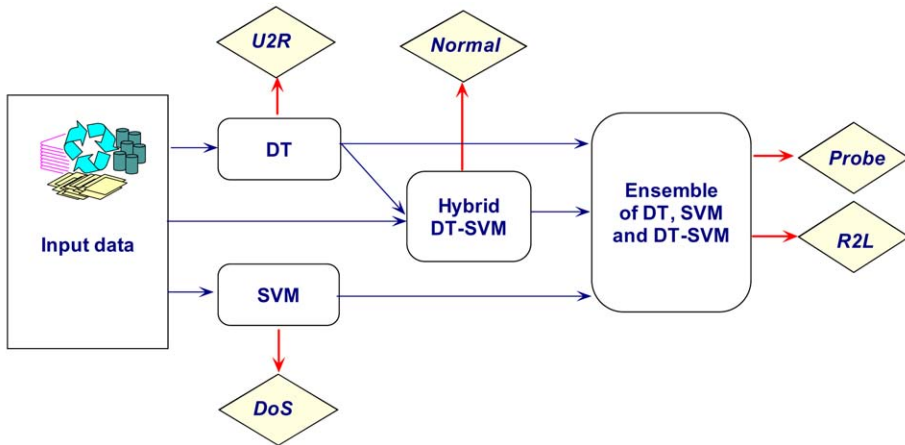 U2R
Normal
DT
Probe
Hybrid
DT-SVM
Ensemble
of DT, SVM
and DT-SVM
Input data
R2L
SVM
DoS